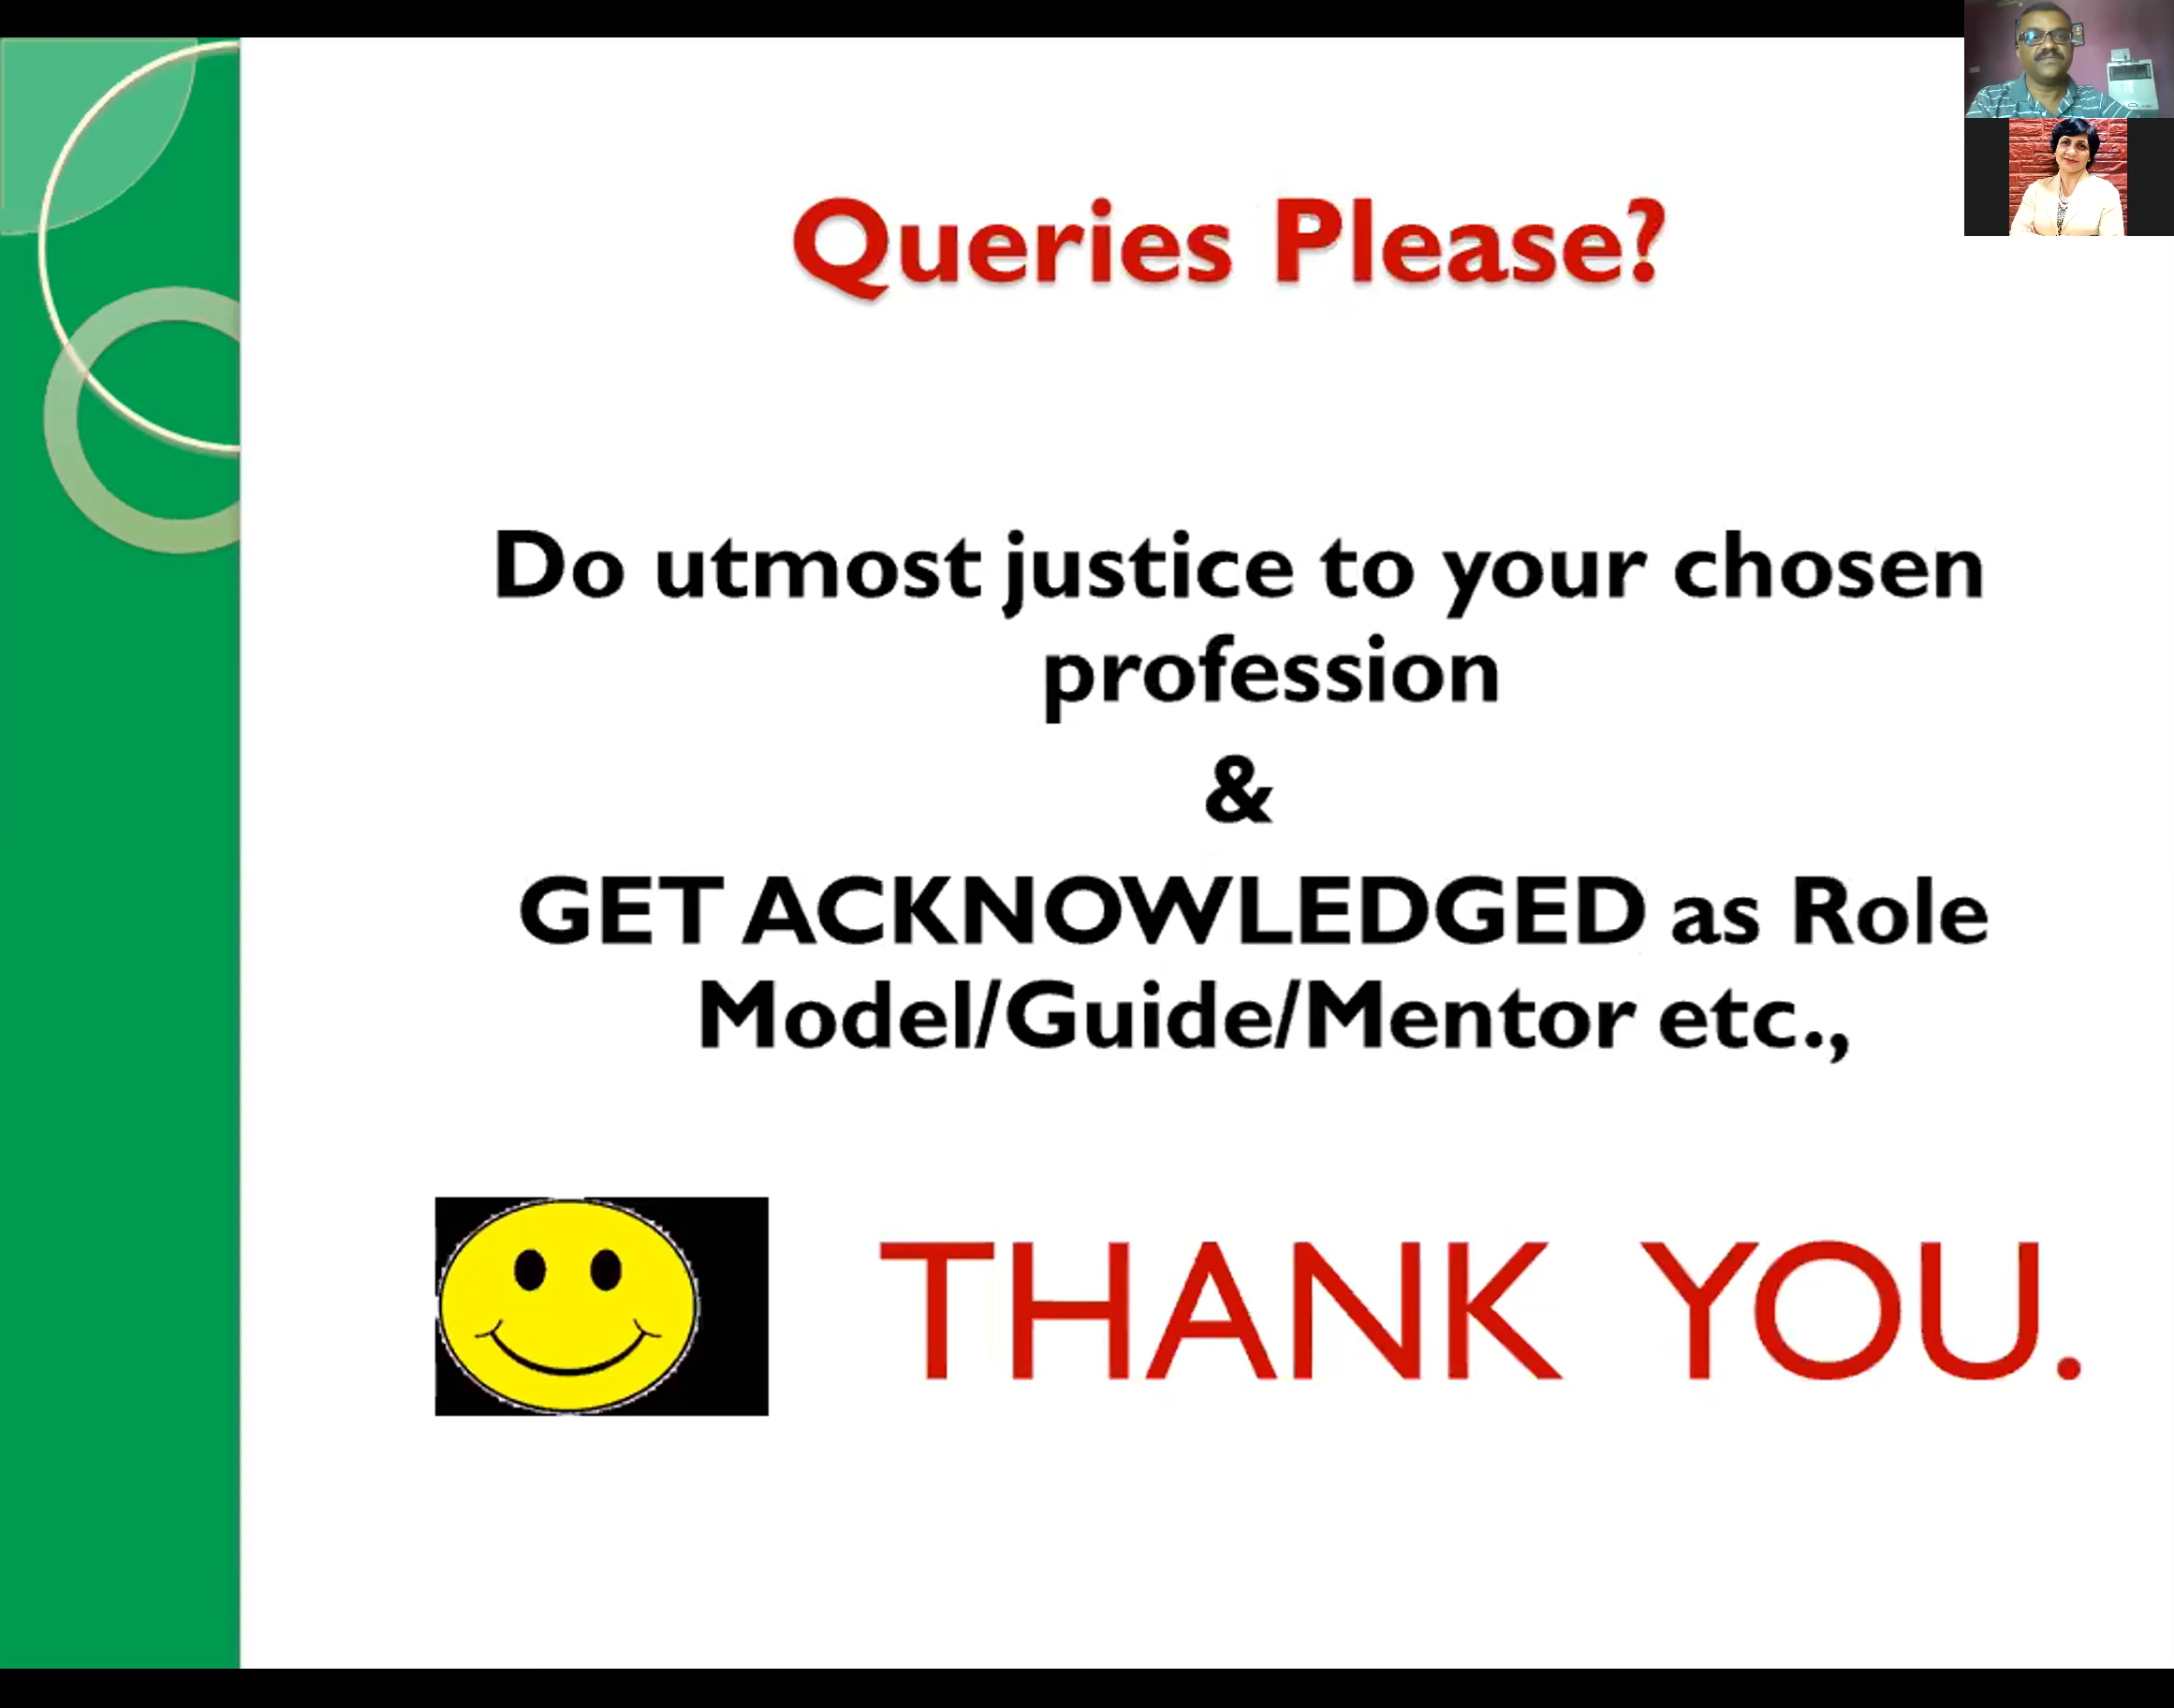 Queries Please?
Do utmost justice to your chosen
profession
&
GET ACKNOWLEDGED as Role
Model/Guide/Mentor etc.,
THANK YOU.